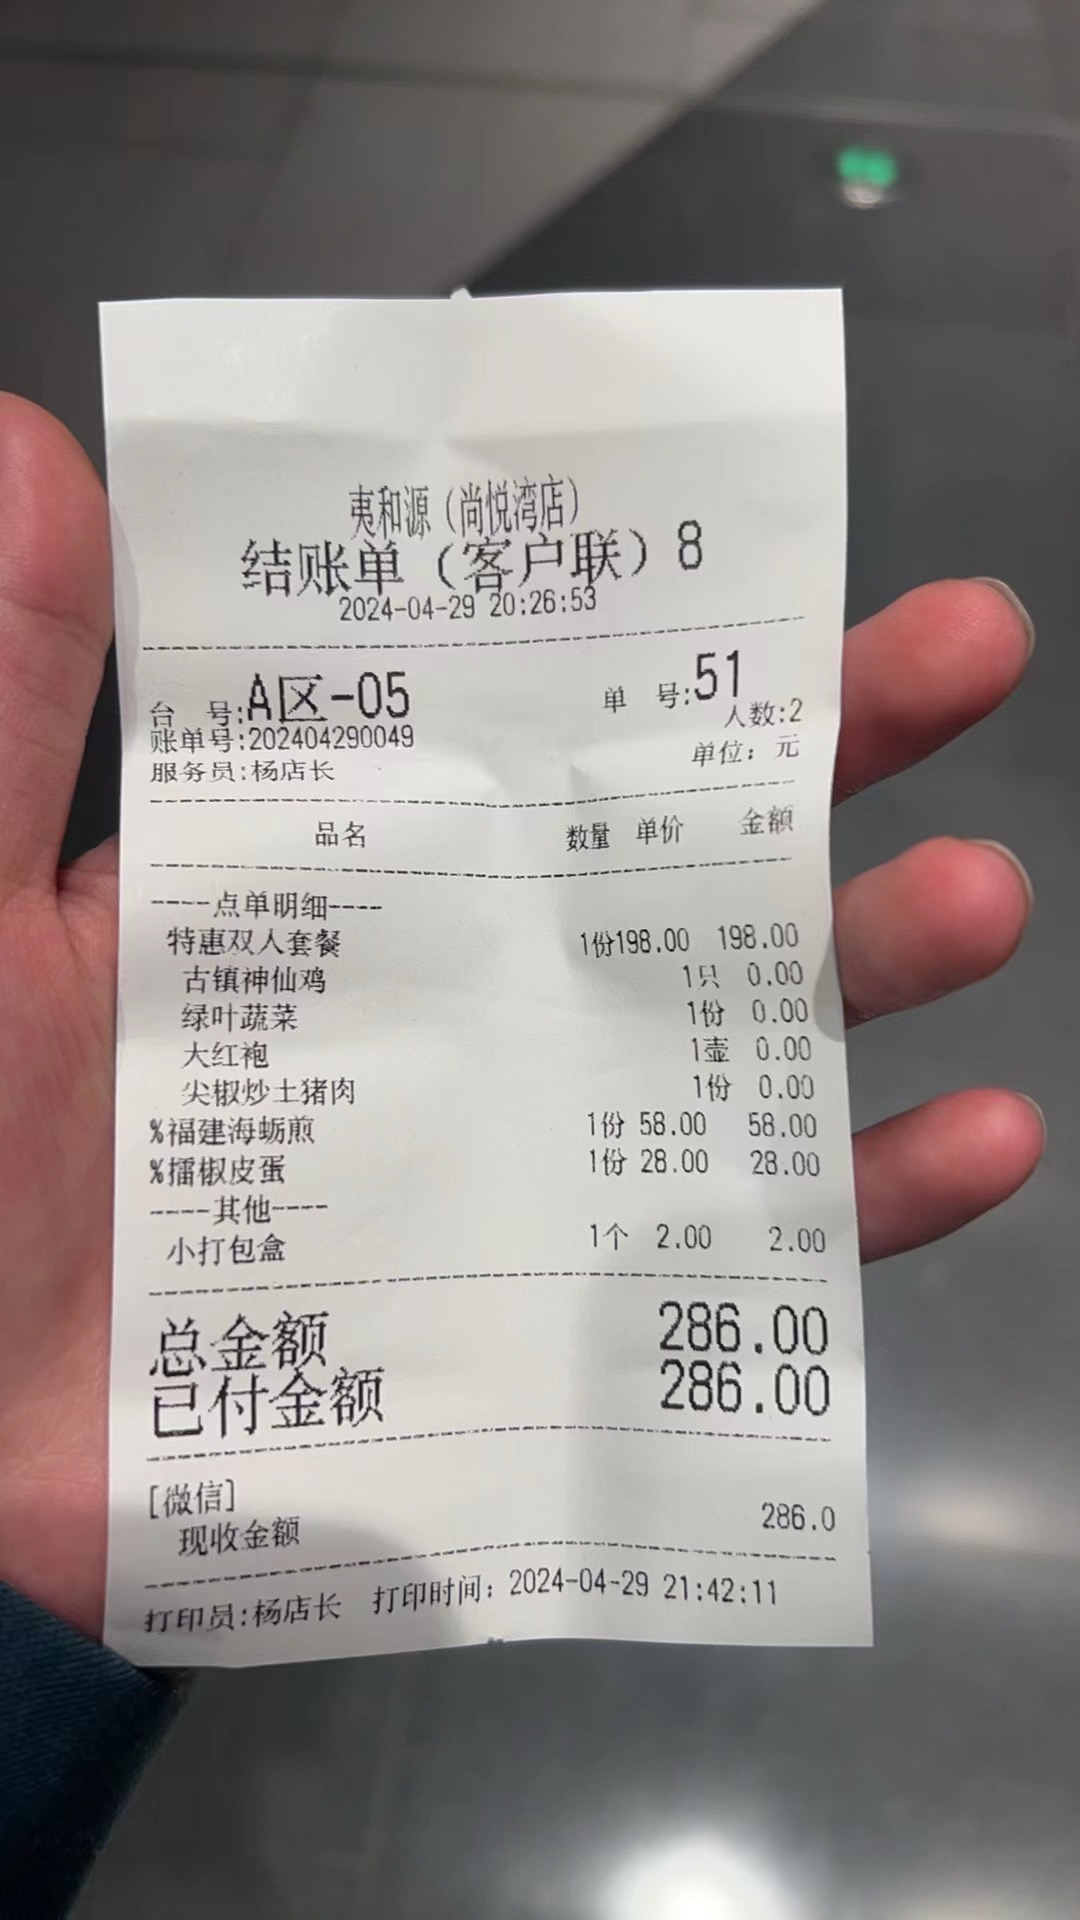 夷和源（尚悦湾店）
结账单（客户联）8
2024-04-29 20:26:53
台 号:A区-05 单 号:51
人数:2
账单号:202404290049
单位：元
服务员:杨店长
品名 数量 单价 金额
----点单明细----
特惠双人套餐 1份198.00 198.00
古镇神仙鸡 1只 0.00
绿叶蔬菜 1份 0.00
大红袍 1壶 0.00
尖椒炒土猪肉 1份 0.00
%福建海蛎煎 1份 58.00 58.00
%擂椒皮蛋 1份 28.00 28.00
----其他----
小打包盒 1个 2.00 2.00
总金额 286.00
已付金额 286.00
[微信]
现收金额 286.0
打印员:杨店长 打印时间：2024-04-29 21:42:11